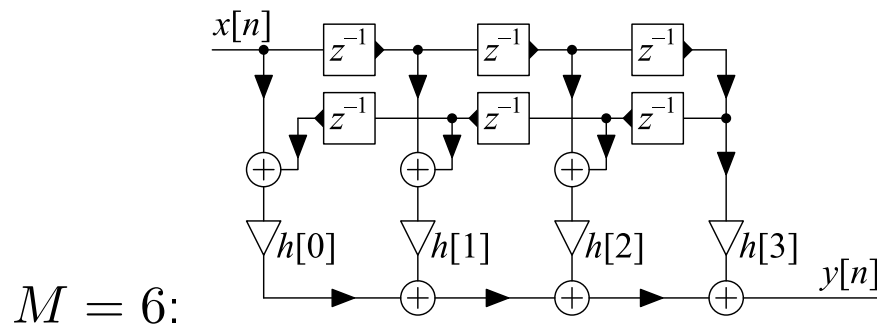 x[n]
z⁻¹ z⁻¹ z⁻¹
z⁻¹ z⁻¹ z⁻¹
+ + +
h[0] h[1] h[2] h[3]
y[n]
M = 6: + + +